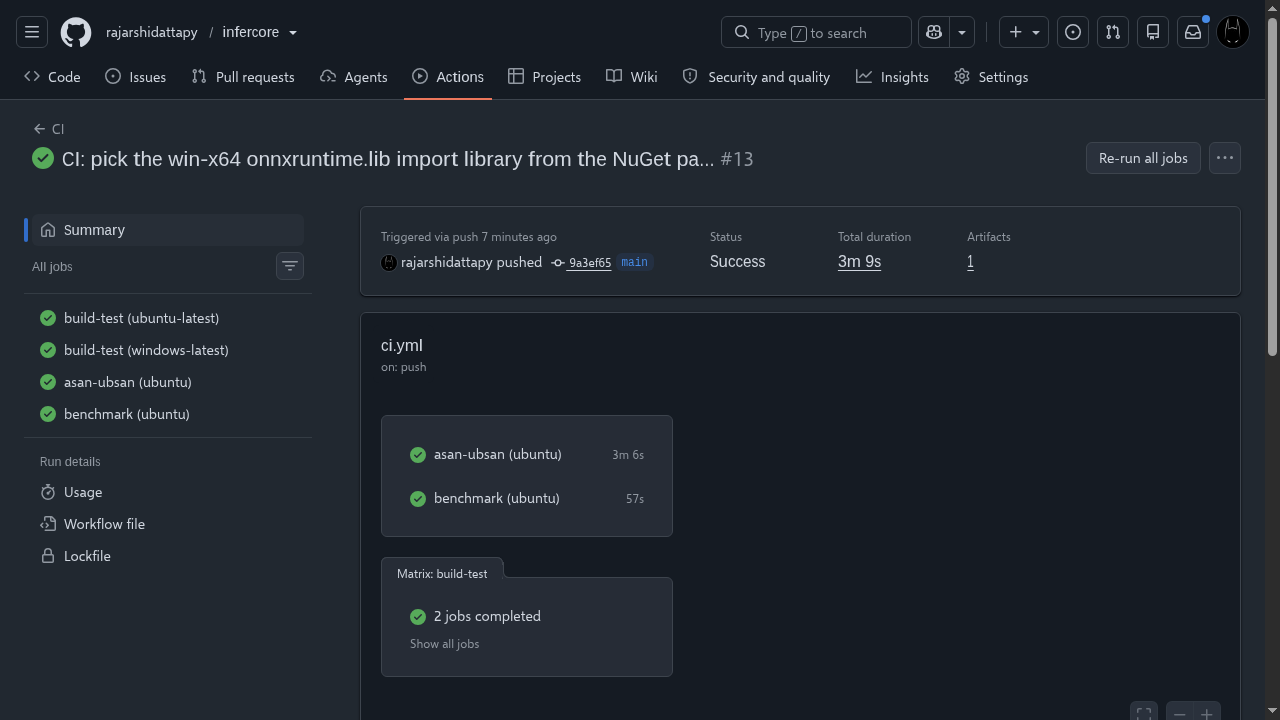 rajarshidattapy / infercore
Type / to search
Code
Issues
Pull requests
Agents
Actions
Projects
Wiki
Security and quality
Insights
Settings
CI
CI: pick the win-x64 onnxruntime.lib import library from the NuGet pa... #13
Re-run all jobs
Summary
All jobs
build-test (ubuntu-latest)
build-test (windows-latest)
asan-ubsan (ubuntu)
benchmark (ubuntu)
Run details
Usage
Workflow file
Lockfile
Triggered via push 7 minutes ago
rajarshidattapy pushed 9a3ef65 main
Status
Success
Total duration
3m 9s
Artifacts
1
ci.yml
on: push
asan-ubsan (ubuntu) 3m 6s
benchmark (ubuntu) 57s
Matrix: build-test
2 jobs completed
Show all jobs